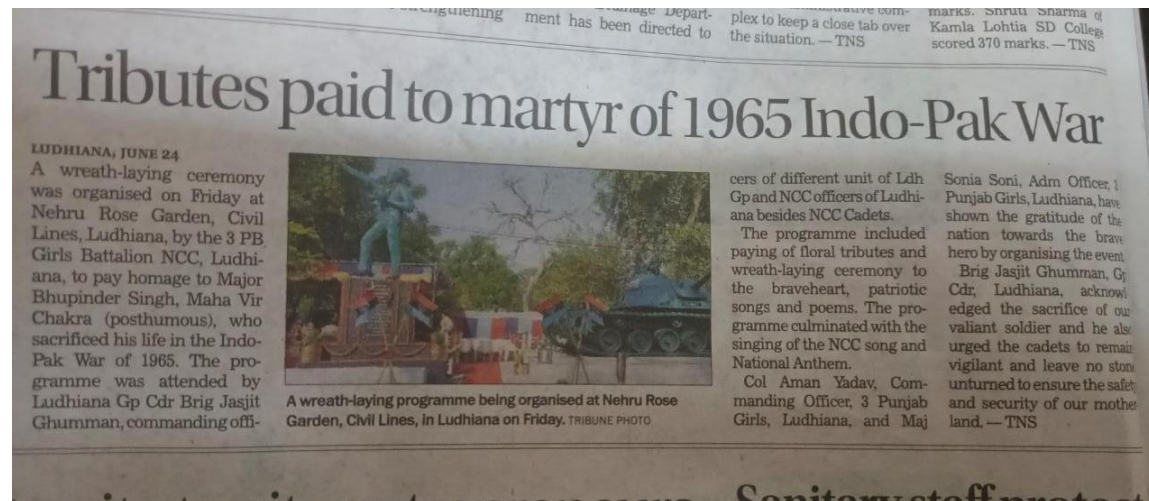 ment has been directed to
plex to keep a close tab over
the situation. — TNS
marks. Shruti Sharma of
Kamla Lohtia SD College
scored 370 marks. — TNS
Tributes paid to martyr of 1965 Indo-Pak War
LUDHIANA, JUNE 24
A wreath-laying ceremony
was organised on Friday at
Nehru Rose Garden, Civil
Lines, Ludhiana, by the 3 PB
Girls Battalion NCC, Ludhi-
ana, to pay homage to Major
Bhupinder Singh, Maha Vir
Chakra (posthumous), who
sacrificed his life in the Indo-
Pak War of 1965. The pro-
gramme was attended by
Ludhiana Gp Cdr Brig Jasjit
Ghumman, commanding offi-
A wreath-laying programme being organised at Nehru Rose
Garden, Civil Lines, in Ludhiana on Friday. TRIBUNE PHOTO
cers of different unit of Ldh
Gp and NCC officers of Ludhi-
ana besides NCC Cadets.
The programme included
paying of floral tributes and
wreath-laying ceremony to
the braveheart, patriotic
songs and poems. The pro-
gramme culminated with the
singing of the NCC song and
National Anthem.
Col Aman Yadav, Com-
manding Officer, 3 Punjab
Girls, Ludhiana, and Maj
Sonia Soni, Adm Officer,
Punjab Girls, Ludhiana, have
shown the gratitude of the
nation towards the brave
hero by organising the event
Brig Jasjit Ghumman, Gp
Cdr, Ludhiana, acknowl
edged the sacrifice of our
valiant soldier and he also
urged the cadets to remain
vigilant and leave no stone
unturned to ensure the safet
and security of our mother
land. — TNS
Sanitary staff protest